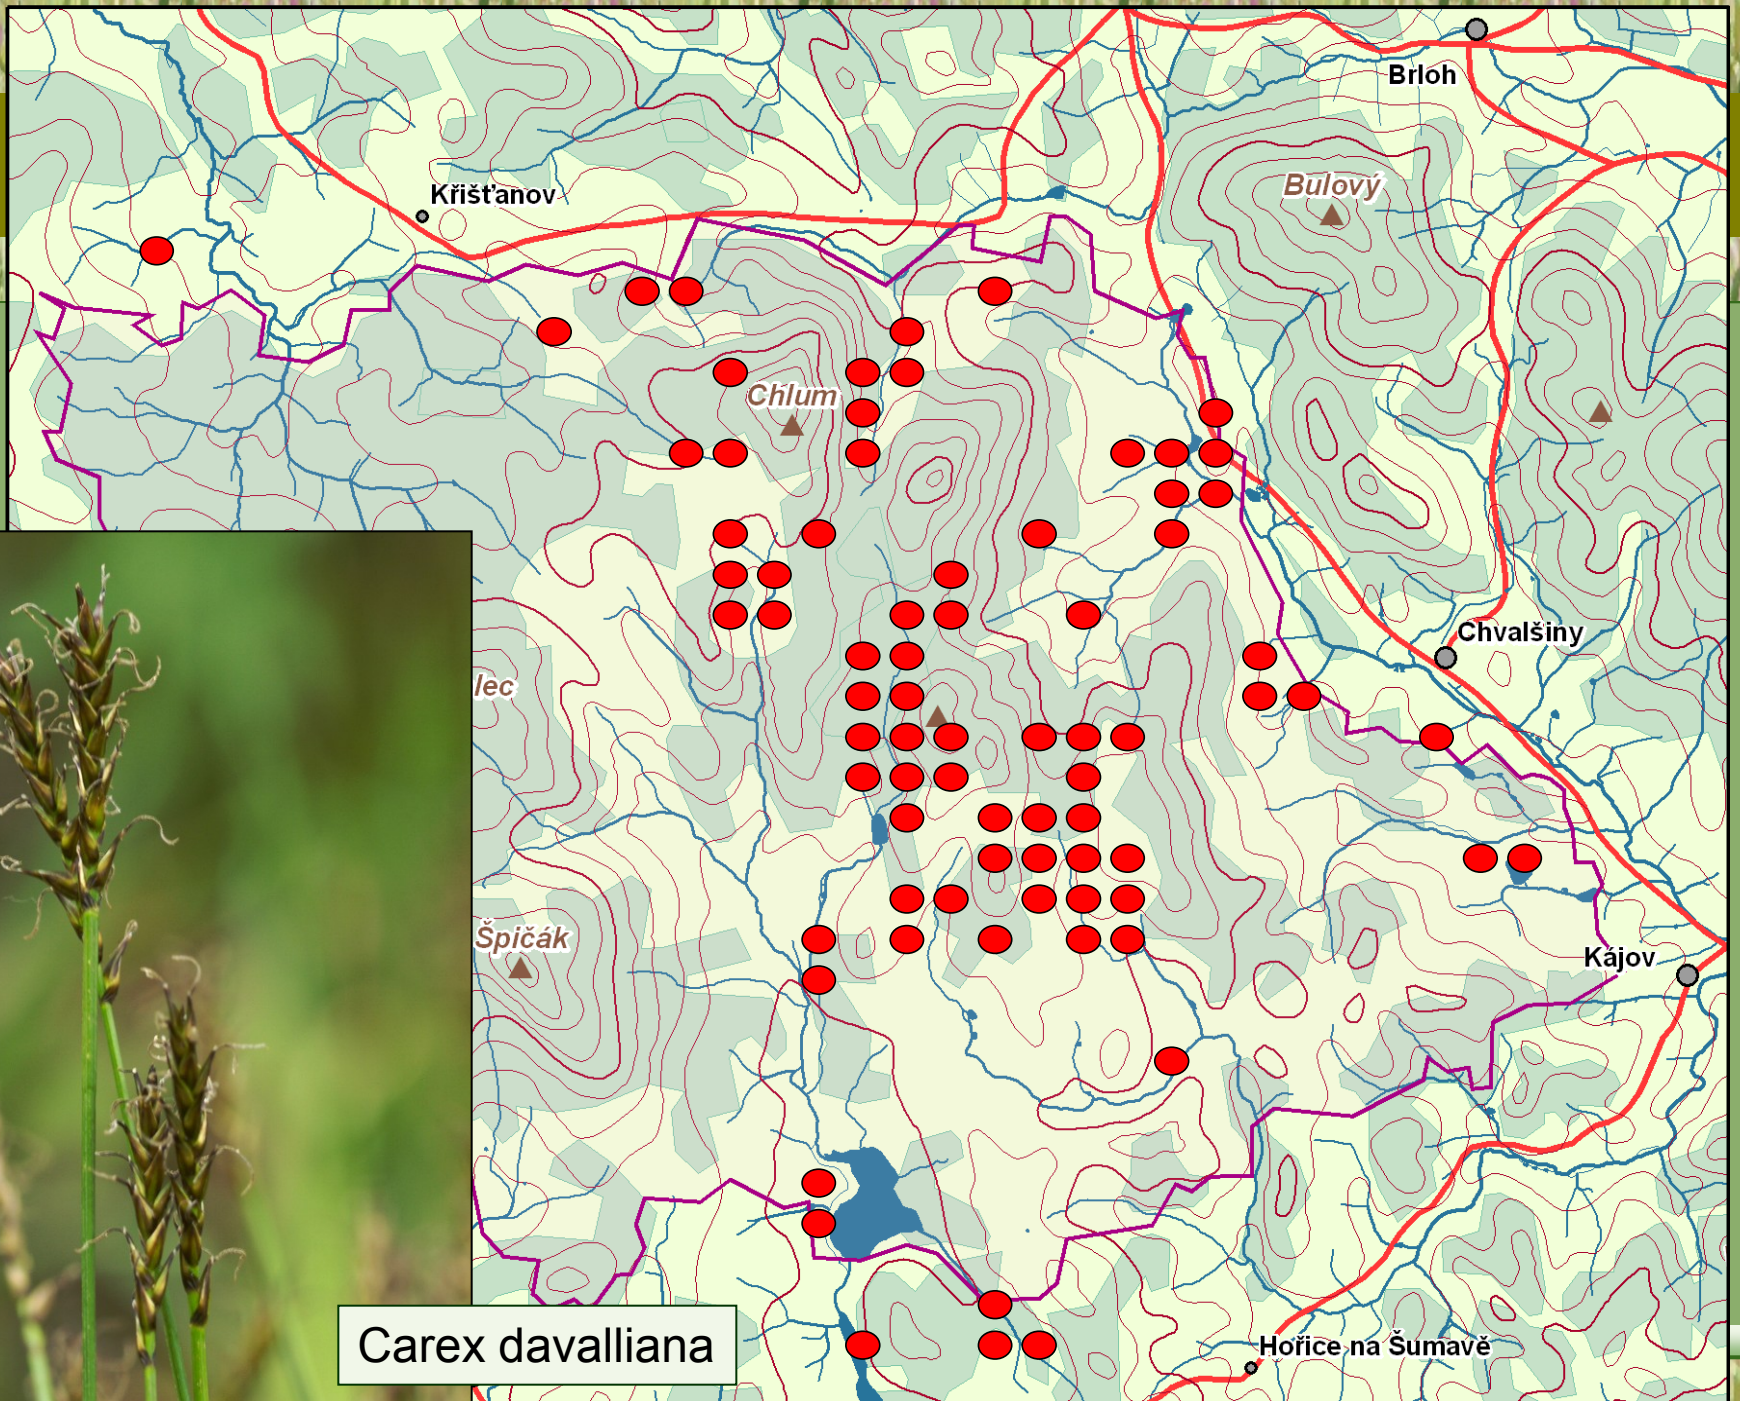 Brloh
Bulový
Křišťanov
Chlum
Chvalšiny
lec
Špičák
Kájov
Hořice na Šumavě
Carex davalliana